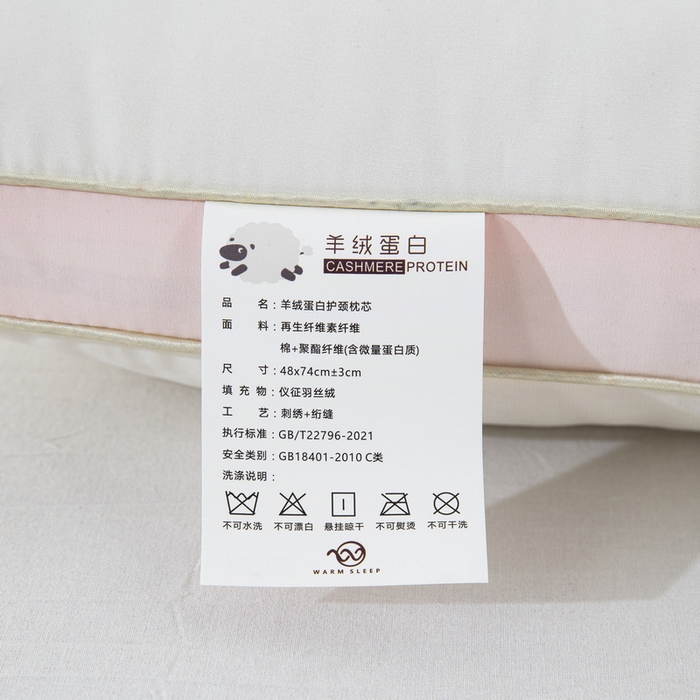 羊绒蛋白
CASHMERE PROTEIN
品 名：羊绒蛋白护颈枕芯
面 料：再生纤维素纤维
棉+聚酯纤维(含微量蛋白质)
尺 寸：48x74cm±3cm
填 充 物：仪征羽丝绒
工 艺：刺绣+绗缝
执行标准：GB/T22796-2021
安全类别：GB18401-2010 C类
洗涤说明：
不可水洗 不可漂白 悬挂晾干 不可熨烫 不可干洗
WARM SLEEP